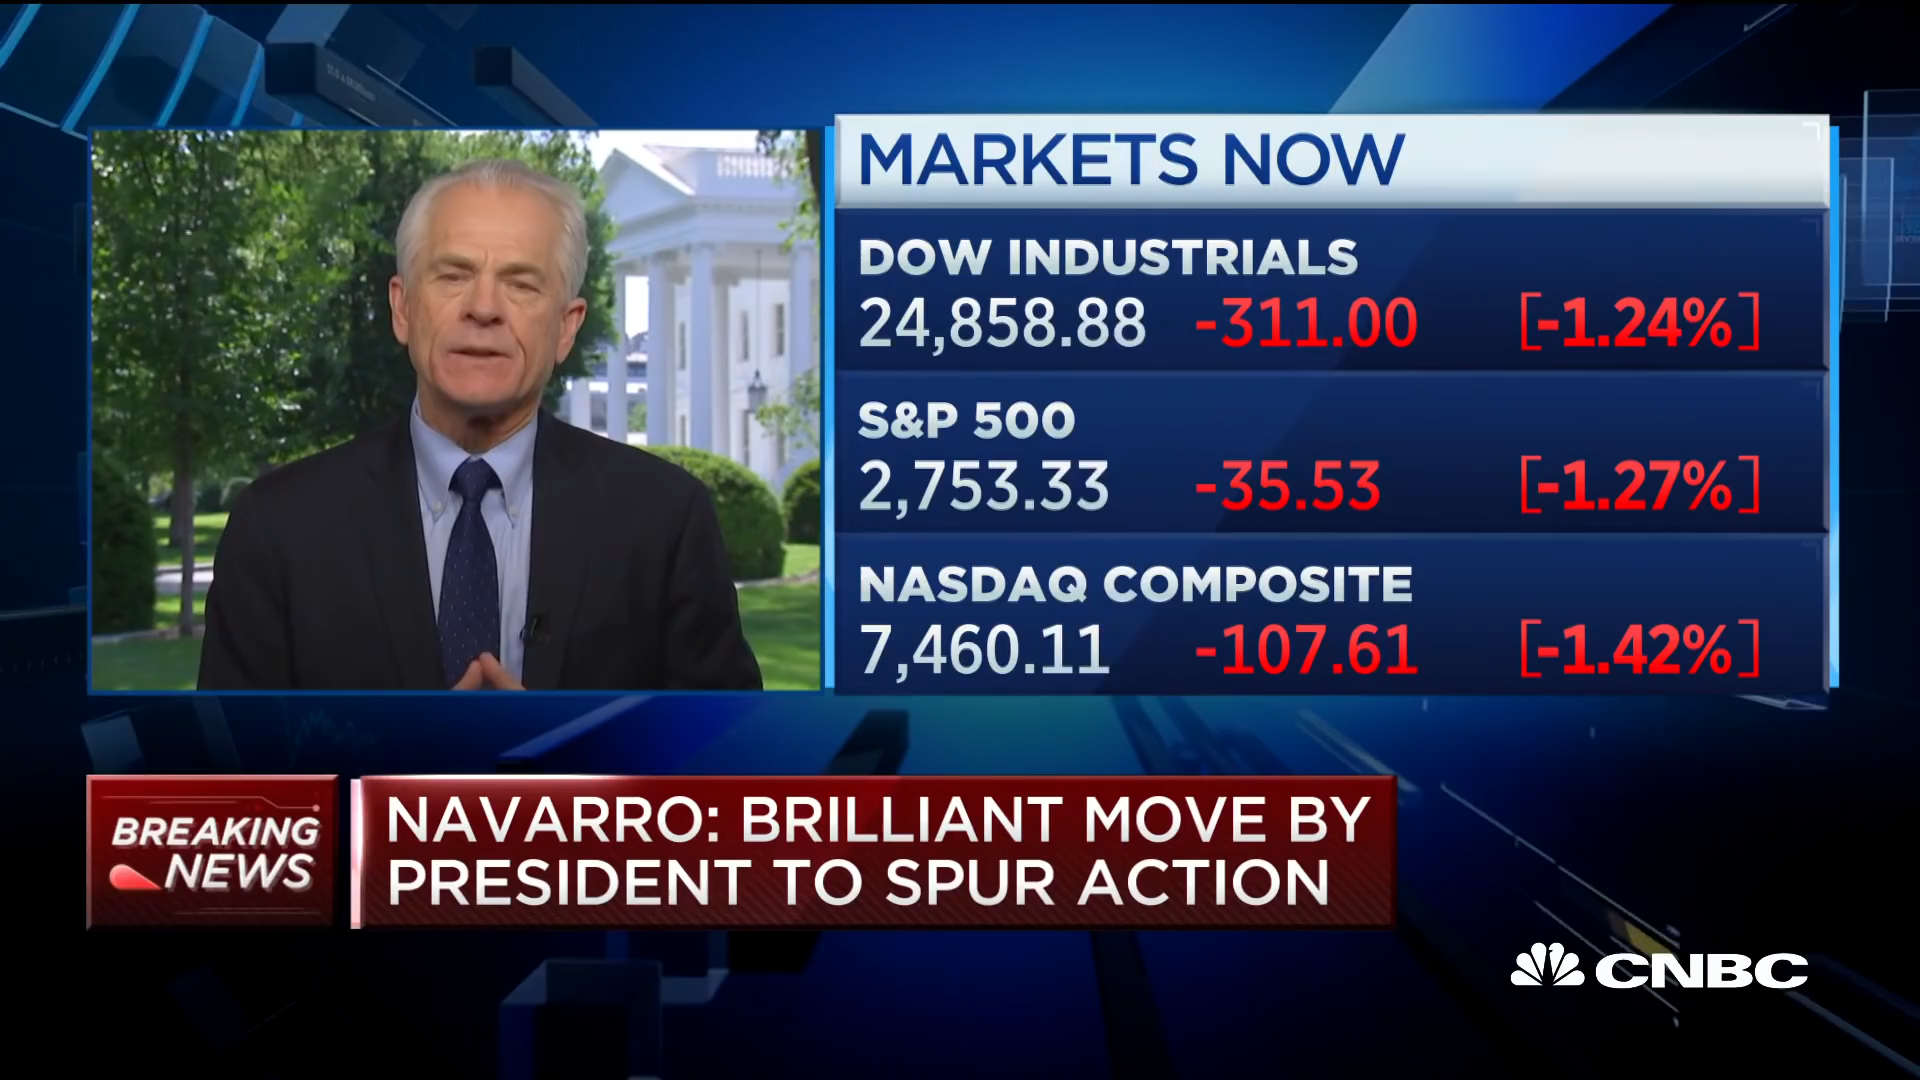 MARKETS NOW
DOW INDUSTRIALS
24,858.88 -311.00 [-1.24%]
S&P 500
2,753.33 -35.53 [-1.27%]
NASDAQ COMPOSITE
7,460.11 -107.61 [-1.42%]
BREAKING
NEWS
NAVARRO: BRILLIANT MOVE BY
PRESIDENT TO SPUR ACTION
CNBC